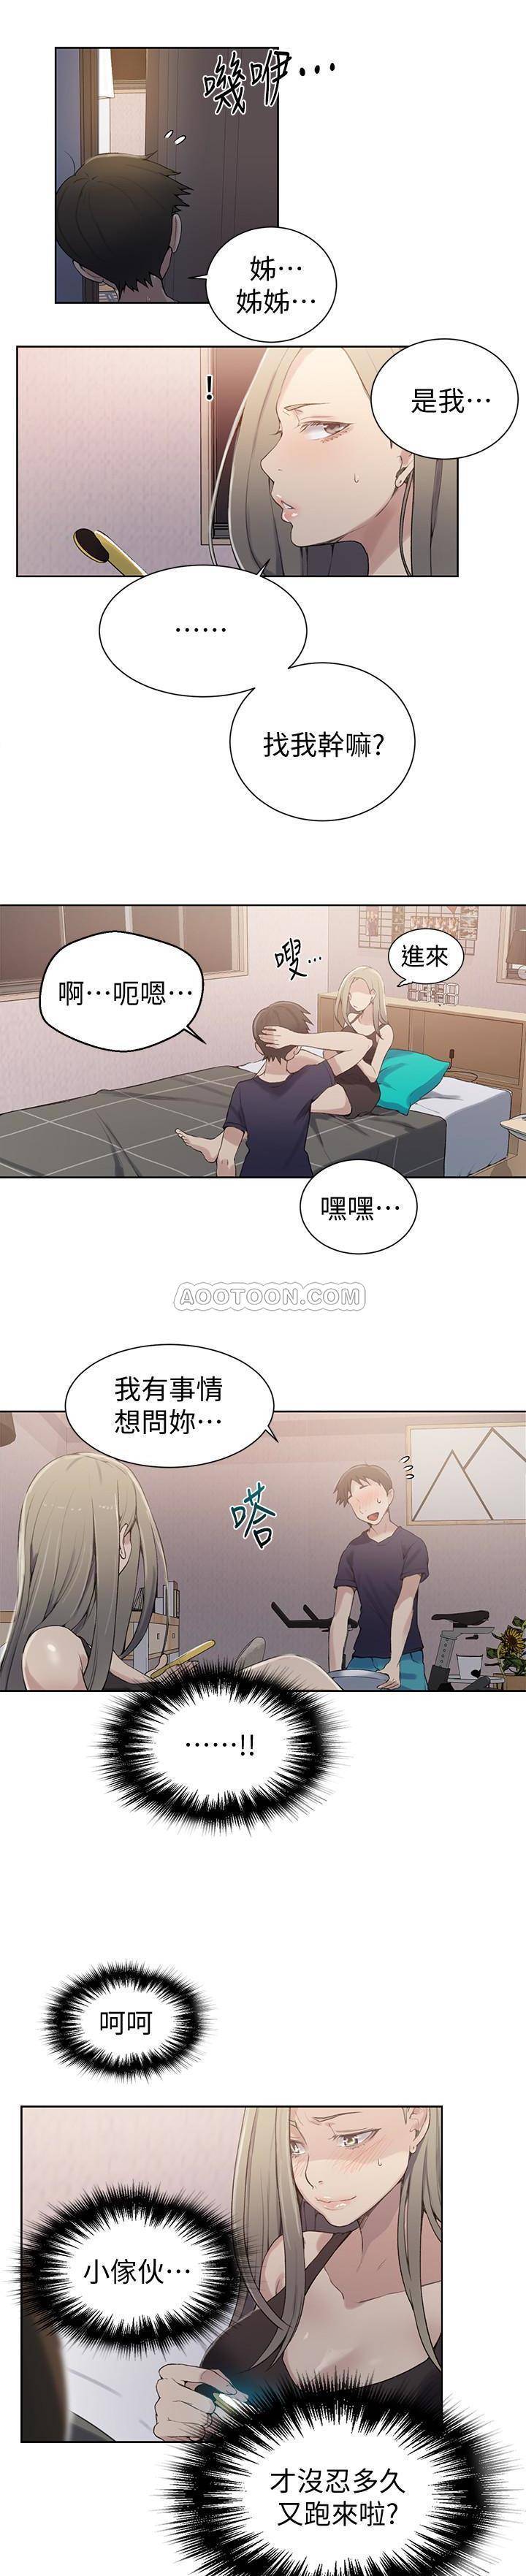 嘰咿…
姊…
姊姊…
!
是我…
……
找我幹嘛?
啊…呃嗯…
嗖…
進來
嘿嘿…
AOOTOON.COM
我有事情
想問妳…
嗒
……!!
呵呵
小傢伙…
才沒忍多久
又跑來啦?